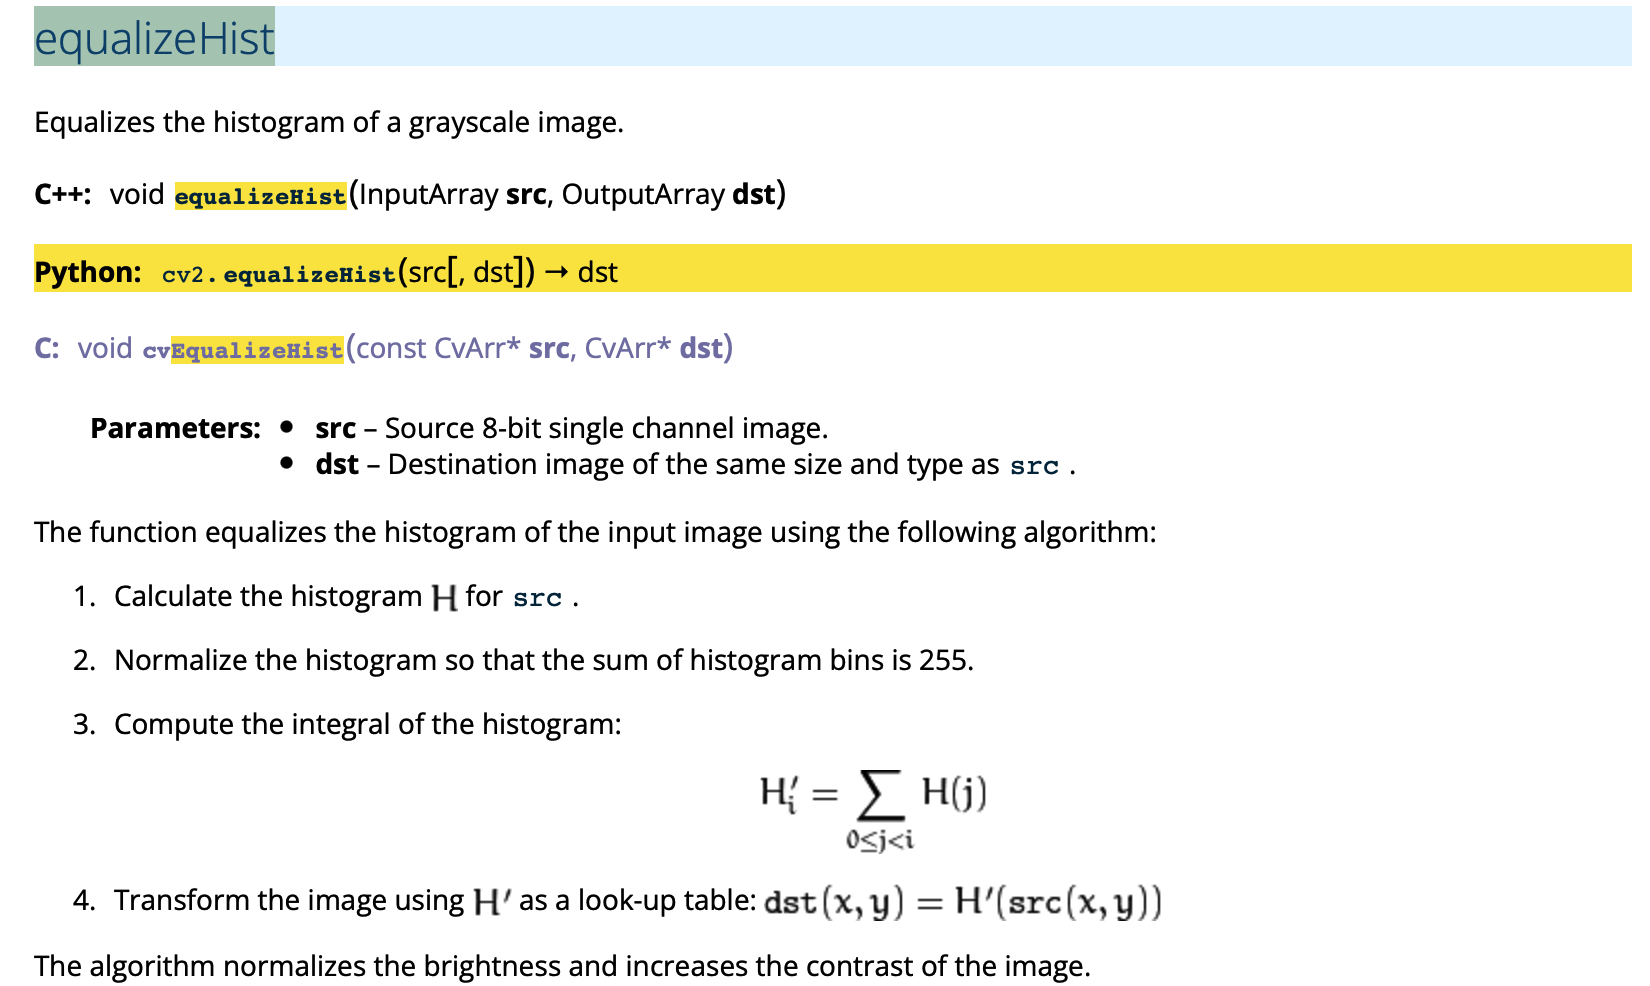 equalizeHist
Equalizes the histogram of a grayscale image.
C++: void equalizeHist(InputArray src, OutputArray dst)
Python: cv2.equalizeHist(src[, dst]) → dst
C: void cvEqualizeHist(const CvArr* src, CvArr* dst)
Parameters: • src – Source 8-bit single channel image.
• dst – Destination image of the same size and type as src .
The function equalizes the histogram of the input image using the following algorithm:
1. Calculate the histogram H for src .
2. Normalize the histogram so that the sum of histogram bins is 255.
3. Compute the integral of the histogram:
H′i = ∑ H(j)
0≤j<i
4. Transform the image using H′ as a look-up table: dst(x, y) = H′(src(x, y))
The algorithm normalizes the brightness and increases the contrast of the image.